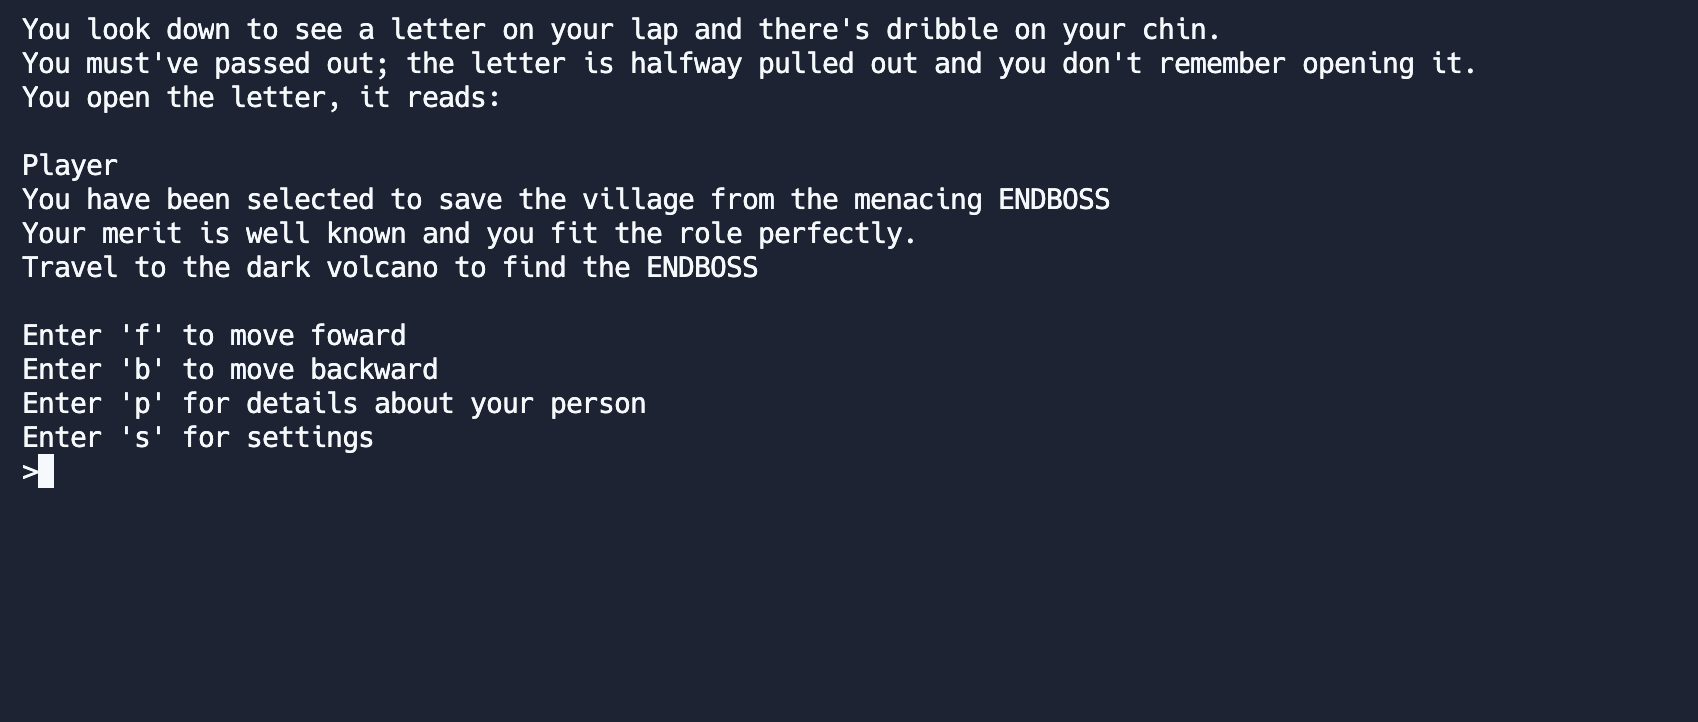 You look down to see a letter on your lap and there's dribble on your chin.
You must've passed out; the letter is halfway pulled out and you don't remember opening it.
You open the letter, it reads:
Player
You have been selected to save the village from the menacing ENDBOSS
Your merit is well known and you fit the role perfectly.
Travel to the dark volcano to find the ENDBOSS
Enter 'f' to move foward
Enter 'b' to move backward
Enter 'p' for details about your person
Enter 's' for settings
>